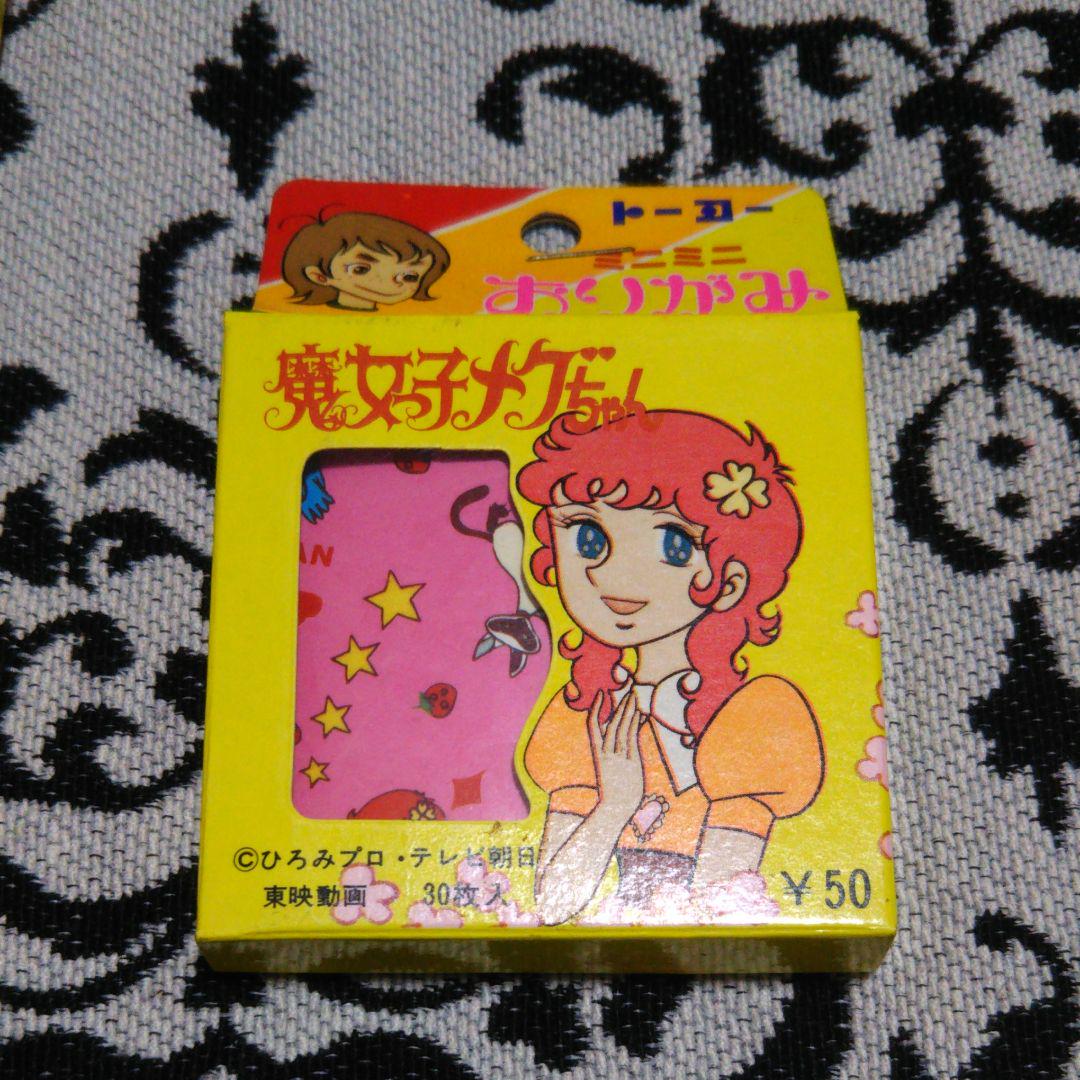 トーヨー
ミニミニ
おりがみ
魔女っ子メグちゃん
AN
©ひろみプロ・テレビ朝日
東映動画 30枚入
￥50